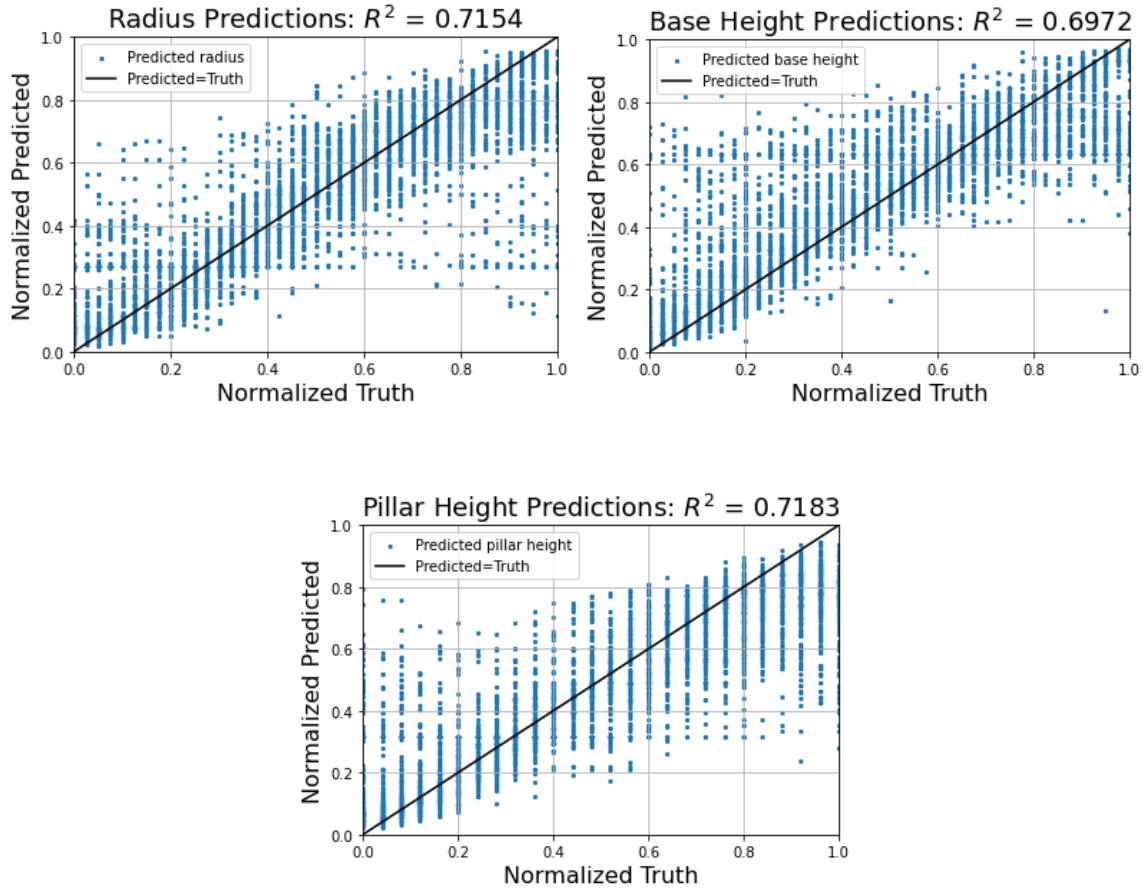 Radius Predictions: R² = 0.7154
Predicted radius
Predicted=Truth
Normalized Predicted
1.0
0.8
0.6
0.4
0.2
0.0
0.0 0.2 0.4 0.6 0.8 1.0
Normalized Truth
Base Height Predictions: R² = 0.6972
Predicted base height
Predicted=Truth
Normalized Predicted
1.0
0.8
0.6
0.4
0.2
0.0
0.0 0.2 0.4 0.6 0.8 1.0
Normalized Truth
Pillar Height Predictions: R² = 0.7183
Predicted pillar height
Predicted=Truth
Normalized Predicted
1.0
0.8
0.6
0.4
0.2
0.0
0.0 0.2 0.4 0.6 0.8 1.0
Normalized Truth